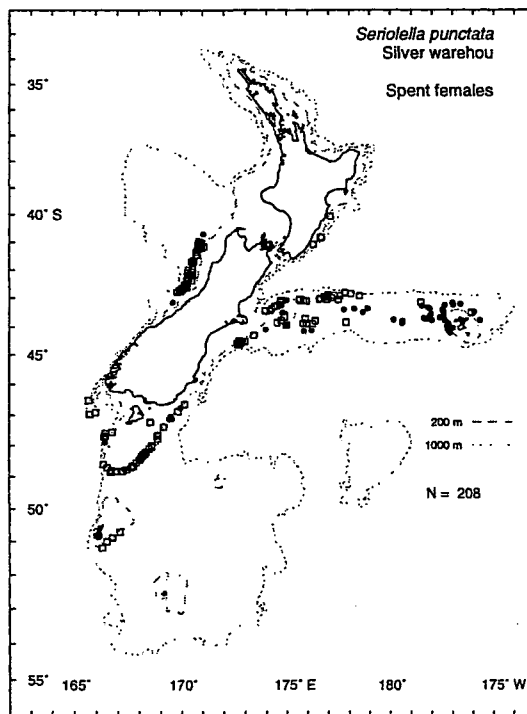 Seriolella punctata
Silver warehou
Spent females
35°
40° S
45°
200 m
1000 m
N = 208
50°
55°
165° 170° 175° E 180° 175° W